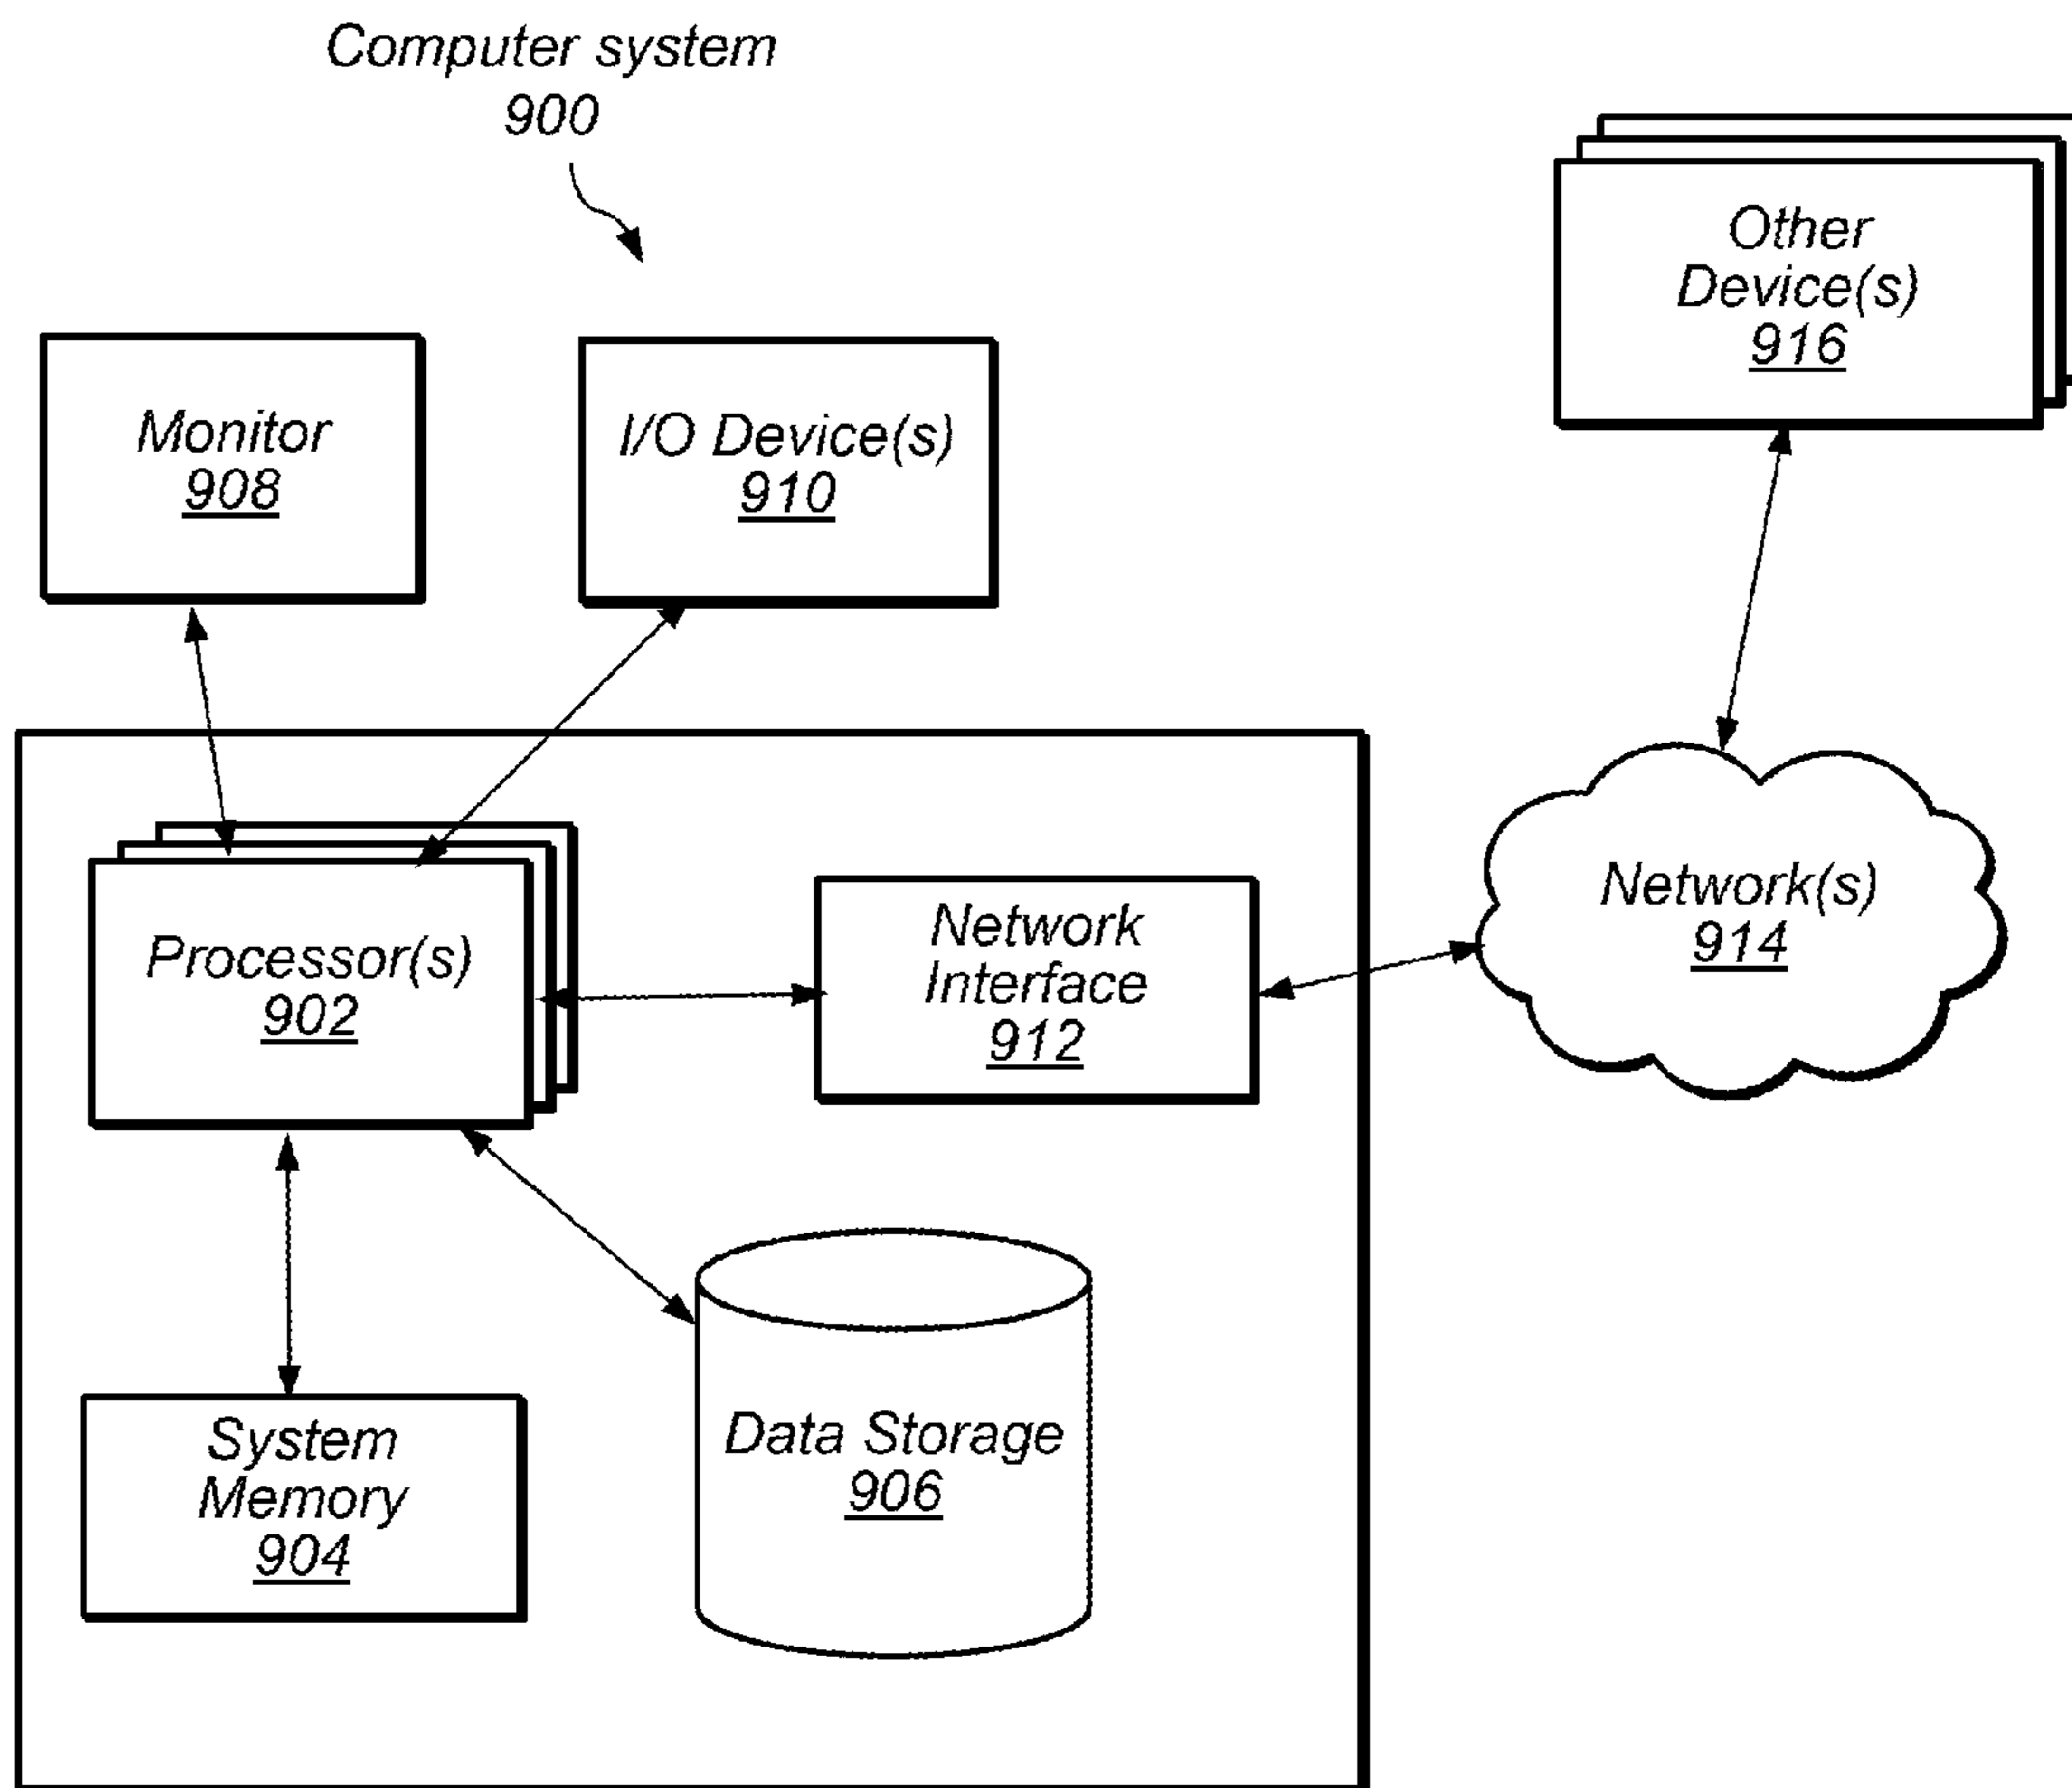 Computer system
900
Other
Device(s)
916
Monitor
908
I/O Device(s)
910
Processor(s)
902
Network
Interface
912
Network(s)
914
System
Memory
904
Data Storage
906